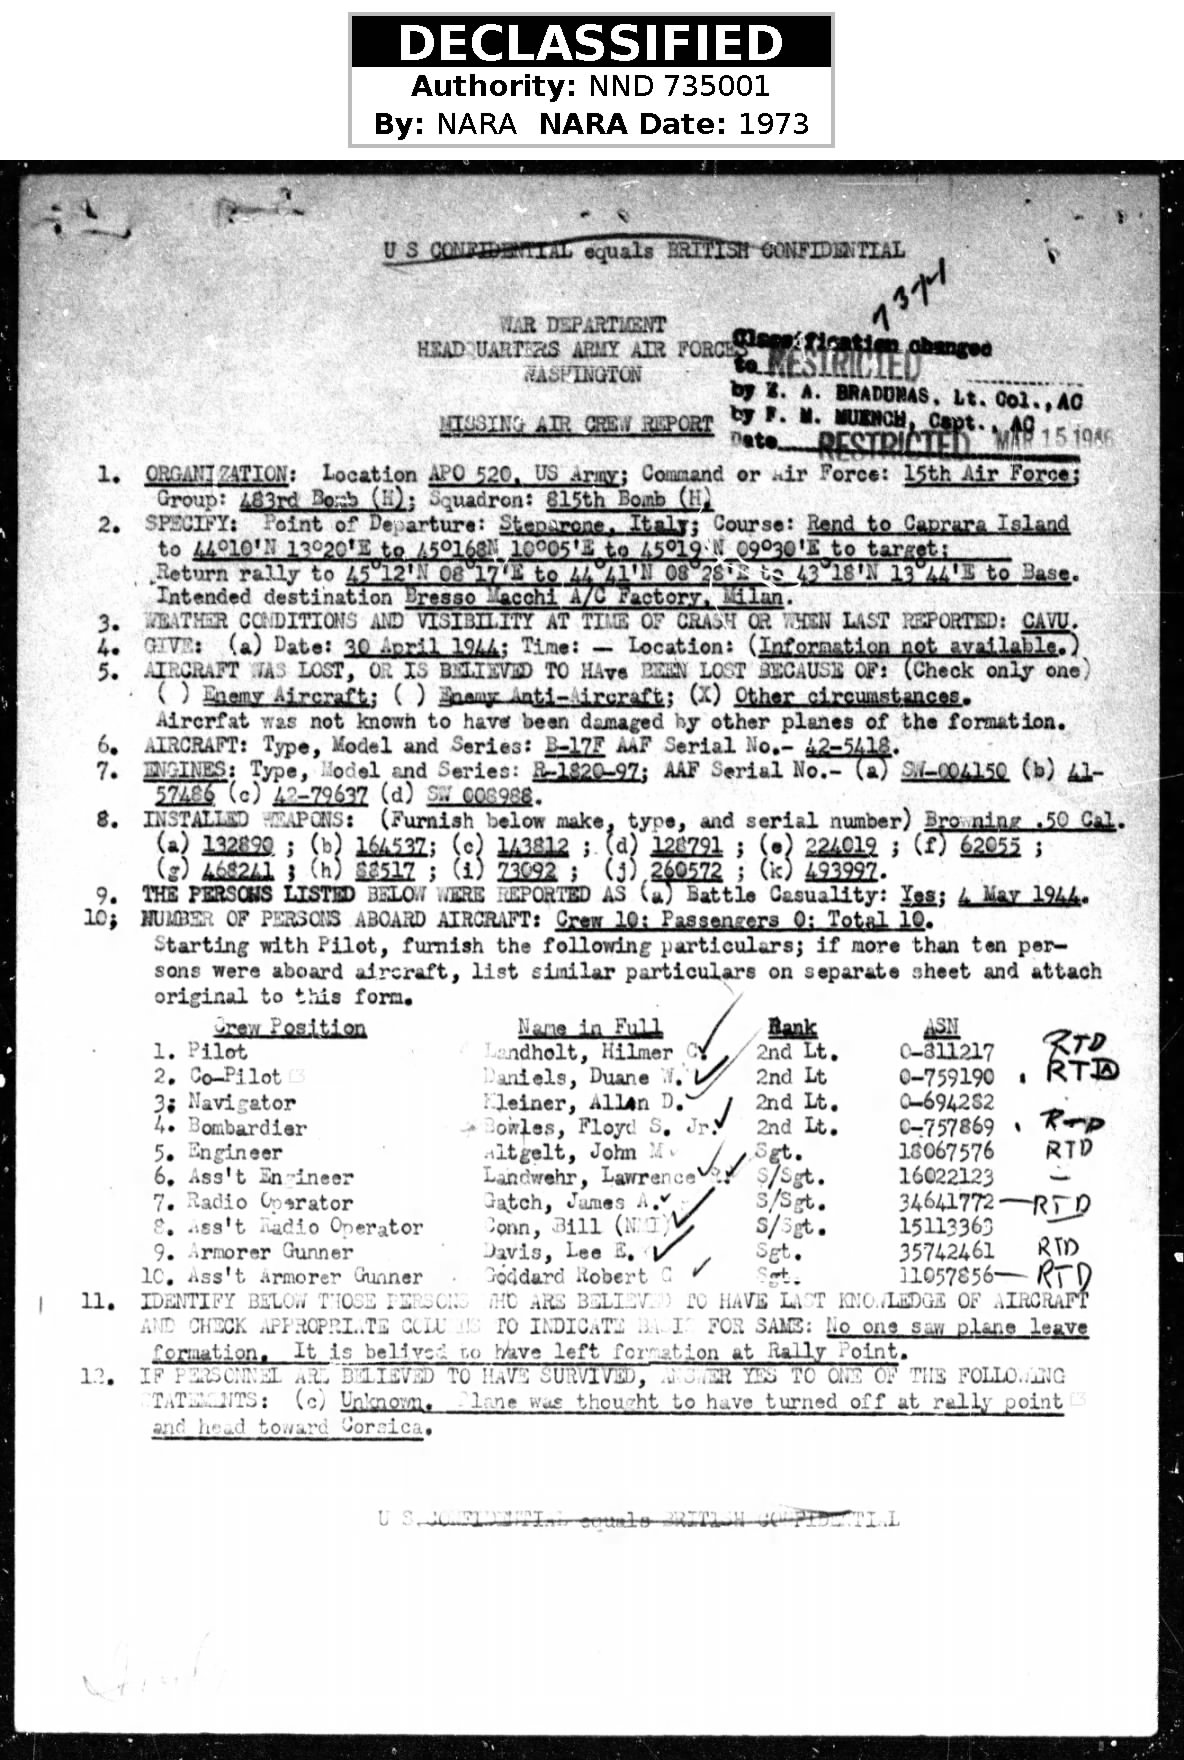 DECLASSIFIED
Authority: NND 735001
By: NARA NARA Date: 1973
U S CONFIDENTIAL equals BRITISH CONFIDENTIAL
WAR DEPARTMENT
HEADQUARTERS ARMY AIR FORCES
WASHINGTON
Classification changed
to RESTRICTED
by E. A. BRADUNAS, Lt. Col., AC
by F. M. MUENCH, Capt., AC
Date RESTRICTED MAR 15 1946
MISSING AIR CREW REPORT
1. ORGANIZATION: Location APO 520, US Army; Command or Air Force: 15th Air Force;
Group: 483rd Bomb (H); Squadron: 815th Bomb (H)
2. SPECIFY: Point of Departure: Steparone, Italy; Course: Rend to Caprara Island
to 44°10'N 13°20'E to 45°168N 10°05'E to 45°19'N 09°30'E to target;
Return rally to 45°12'N 08°17'E to 44°41'N 08°28'E to 43°18'N 13°44'E to Base.
Intended destination Bresso Macchi A/C Factory, Milan.
3. WEATHER CONDITIONS AND VISIBILITY AT TIME OF CRASH OR WHEN LAST REPORTED: CAVU.
4. GIVE: (a) Date: 30 April 1944; Time: — Location: (Information not available.)
5. AIRCRAFT WAS LOST, OR IS BELIEVED TO HAve BEEN LOST BECAUSE OF: (Check only one)
( ) Enemy Aircraft; ( ) Enemy Anti-Aircraft; (X) Other circumstances.
Aircrfat was not known to have been damaged by other planes of the formation.
6. AIRCRAFT: Type, Model and Series: B-17F AAF Serial No.- 42-5418.
7. ENGINES: Type, Model and Series: R-1820-97; AAF Serial No.- (a) SW-004150 (b) 41-
57486 (c) 42-79637 (d) SW 008988.
8. INSTALLED WEAPONS: (Furnish below make, type, and serial number) Browning .50 Cal.
(a) 132890 ; (b) 164537; (c) 143812 ; (d) 128791 ; (e) 224019 ; (f) 62055 ;
(g) 468241 ; (h) 88517 ; (i) 73092 ; (j) 260572 ; (k) 493997.
9. THE PERSONS LISTED BELOW WERE REPORTED AS (a) Battle Casuality: Yes; 4 May 1944.
10; NUMBER OF PERSONS ABOARD AIRCRAFT: Crew 10; Passengers 0; Total 10.
Starting with Pilot, furnish the following particulars; if more than ten per-
sons were aboard aircraft, list similar particulars on separate sheet and attach
original to this form.
Crew Position Name in Full Rank ASN
1. Pilot Landholt, Hilmer C. 2nd Lt. 0-811217 RTD
2. Co-Pilot Daniels, Duane W. 2nd Lt 0-759190 RTD
3; Navigator Kleiner, Allen D. 2nd Lt. 0-694282
4. Bombardier Bowles, Floyd S. Jr. 2nd Lt. 0-757869 RTD
5. Engineer Altgelt, John M. Sgt. 18067576 RTD
6. Ass't Engineer Landwehr, Lawrence S/Sgt. 16022123 —
7. Radio Operator Gatch, James A. S/Sgt. 34641772 — RTD
8. Ass't Radio Operator Conn, Bill (NMI) S/Sgt. 15113363
9. Armorer Gunner Davis, Lee E. Sgt. 35742461 RTD
10. Ass't Armorer Gunner Goddard Robert C Sgt. 11057856 — RTD
11. IDENTIFY BELOW THOSE PERSONS WHO ARE BELIEVED TO HAVE LAST KNOWLEDGE OF AIRCRAFT
AND CHECK APPROPRIATE COLUMNS TO INDICATE BASIS FOR SAME: No one saw plane leave
formation. It is belived to have left formation at Rally Point.
12. IF PERSONNEL ARE BELIEVED TO HAVE SURVIVED, ANSWER YES TO ONE OF THE FOLLOWING
STATEMENTS: (c) Unknown. Plane was thought to have turned off at rally point
and head toward Corsica.
U S CONFIDENTIAL equals BRITISH CONFIDENTIAL